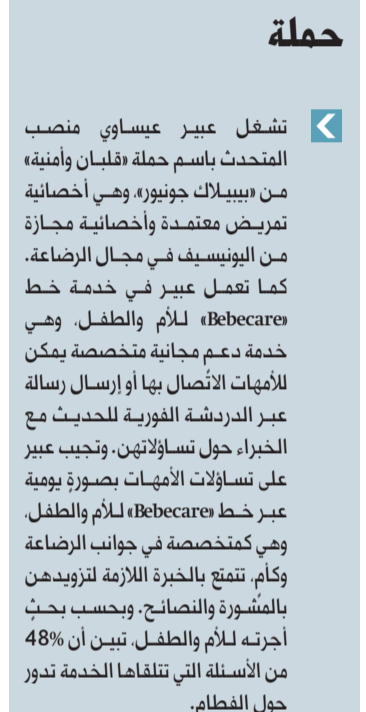 حملة
تشغل عبير عيساوي منصب
المتحدث باسم حملة «قلبان وأمنية»
من «بيبيلاك جونيور»، وهي أخصائية
تمريض معتمدة وأخصائية مجازة
من اليونيسيف في مجال الرضاعة.
كما تعمل عبير في خدمة خط
«Bebecare» للأم والطفل، وهي
خدمة دعم مجانية متخصصة يمكن
للأمهات الاتّصال بها أو إرسال رسالة
عبر الدردشة الفورية للحديث مع
الخبراء حول تساؤلاتهن. وتجيب عبير
على تساؤلات الأمهات بصورةٍ يومية
عبر خط «Bebecare» للأم والطفل،
وهي كمتخصصة في جوانب الرضاعة
وكأم، تتمتع بالخبرة اللازمة لتزويدهن
بالمشورة والنصائح. وبحسب بحثٍ
أجرته للأم والطفل، تبين أن 48%
من الأسئلة التي تتلقاها الخدمة تدور
حول الفطام.